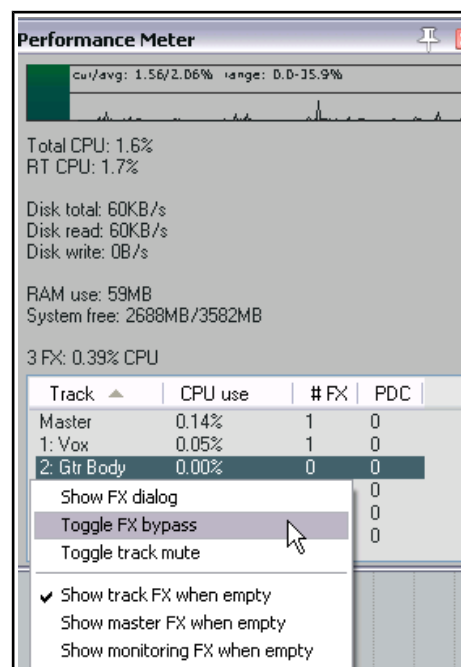 Performance Meter
cur/avg: 1.56/2.06% range: 0.0-35.9%
Total CPU: 1.6%
RT CPU: 1.7%
Disk total: 60KB/s
Disk read: 60KB/s
Disk write: 0B/s
RAM use: 59MB
System free: 2688MB/3582MB
3 FX: 0.39% CPU
Track CPU use # FX PDC
Master 0.14% 1 0
1: Vox 0.05% 1 0
2: Gtr Body 0.00% 0 0
0
0
0
Show FX dialog
Toggle FX bypass
Toggle track mute
Show track FX when empty
Show master FX when empty
Show monitoring FX when empty